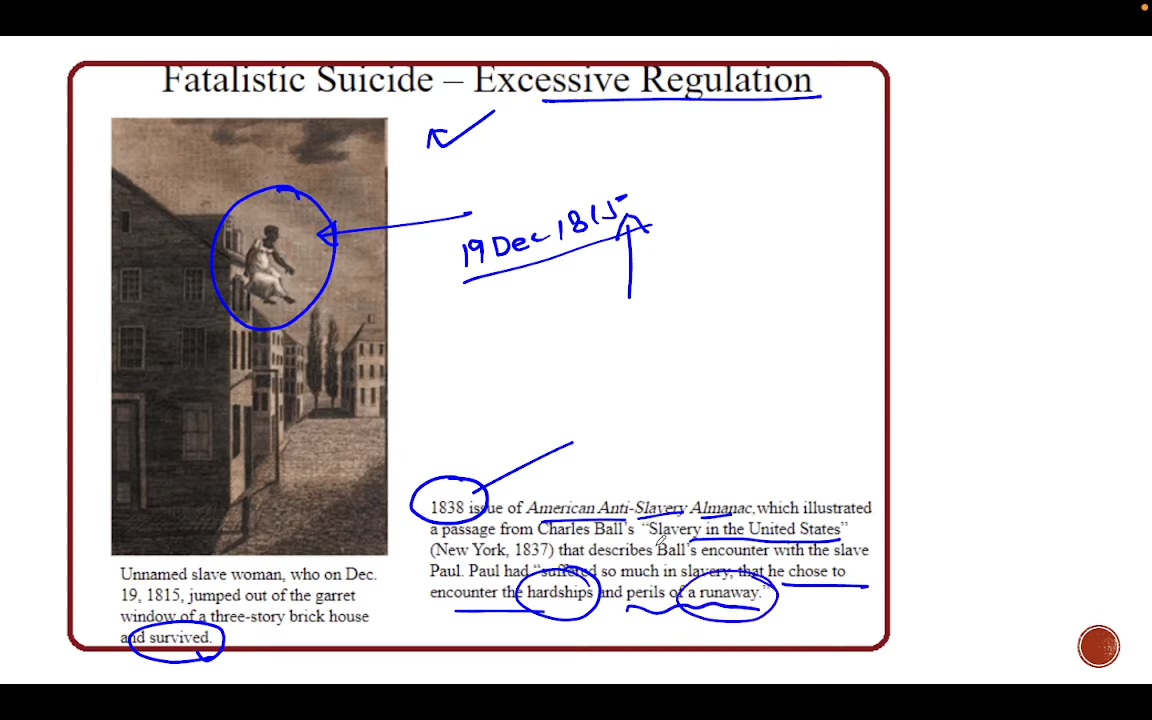 Fatalistic Suicide – Excessive Regulation
19 Dec 1815
1838 issue of American Anti-Slavery Almanac, which illustrated
a passage from Charles Ball's “Slavery in the United States”
(New York, 1837) that describes Ball's encounter with the slave
Paul. Paul had “suffered so much in slavery, that he chose to
encounter the hardships and perils of a runaway.”
Unnamed slave woman, who on Dec.
19, 1815, jumped out of the garret
window of a three-story brick house
and survived.